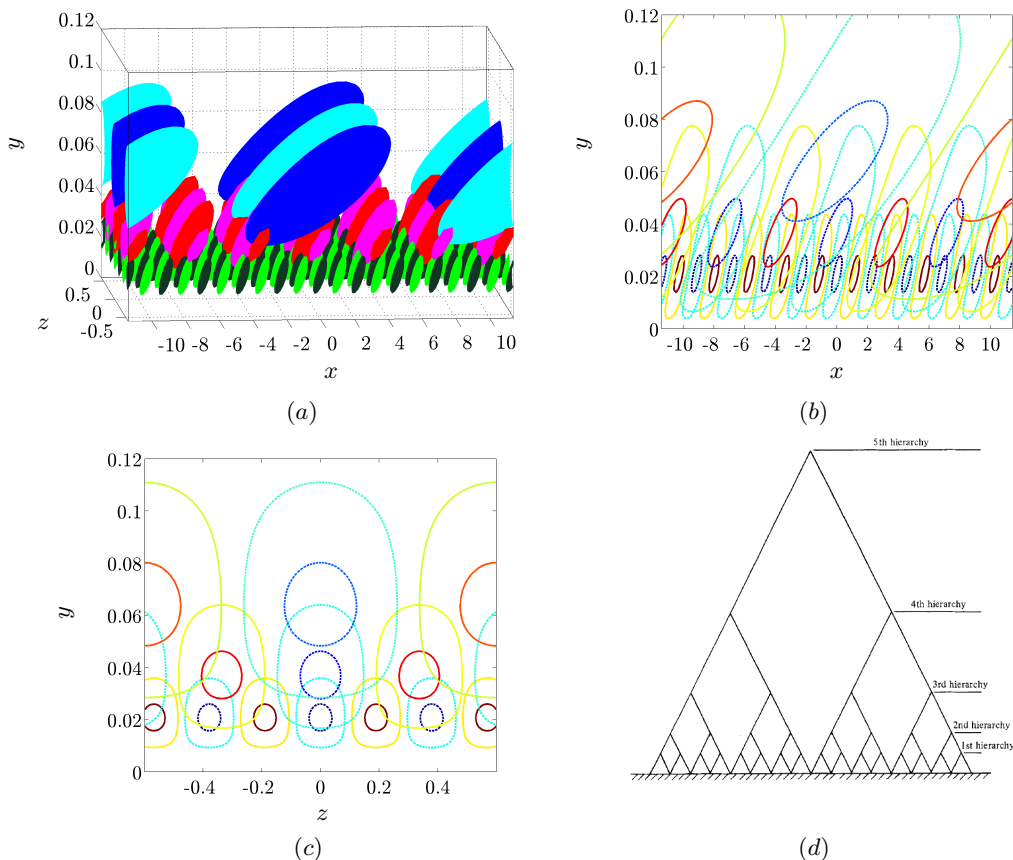 0.12
0.1
0.08
0.06
0.04
0.02
0
0.5
0
-0.5
y
z
-10 -8 -6 -4 -2 0 2 4 6 8 10
x
(a)
0.12
0.1
0.08
0.06
0.04
0.02
0
y
-10 -8 -6 -4 -2 0 2 4 6 8 10
x
(b)
0.12
0.1
0.08
0.06
0.04
0.02
0
y
-0.4 -0.2 0 0.2 0.4
z
(c)
5th hierarchy
4th hierarchy
3rd hierarchy
2nd hierarchy
1st hierarchy
(d)